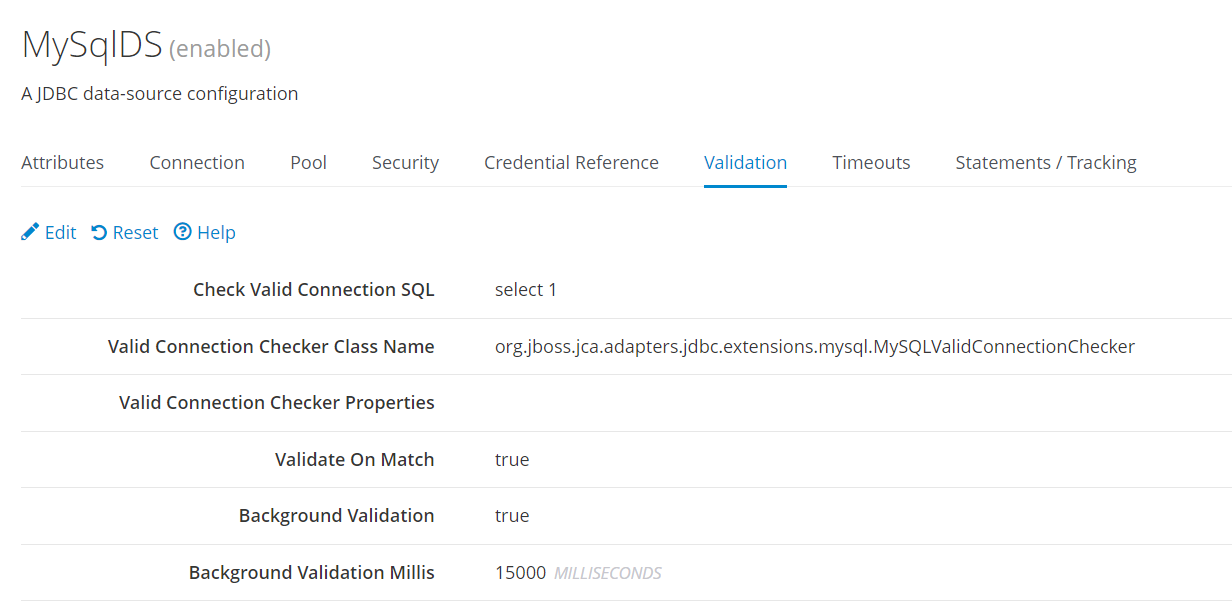 MySqlDS (enabled)
A JDBC data-source configuration
Attributes Connection Pool Security Credential Reference Validation Timeouts Statements / Tracking
Edit Reset Help
Check Valid Connection SQL select 1
Valid Connection Checker Class Name org.jboss.jca.adapters.jdbc.extensions.mysql.MySQLValidConnectionChecker
Valid Connection Checker Properties
Validate On Match true
Background Validation true
Background Validation Millis 15000 MILLISECONDS